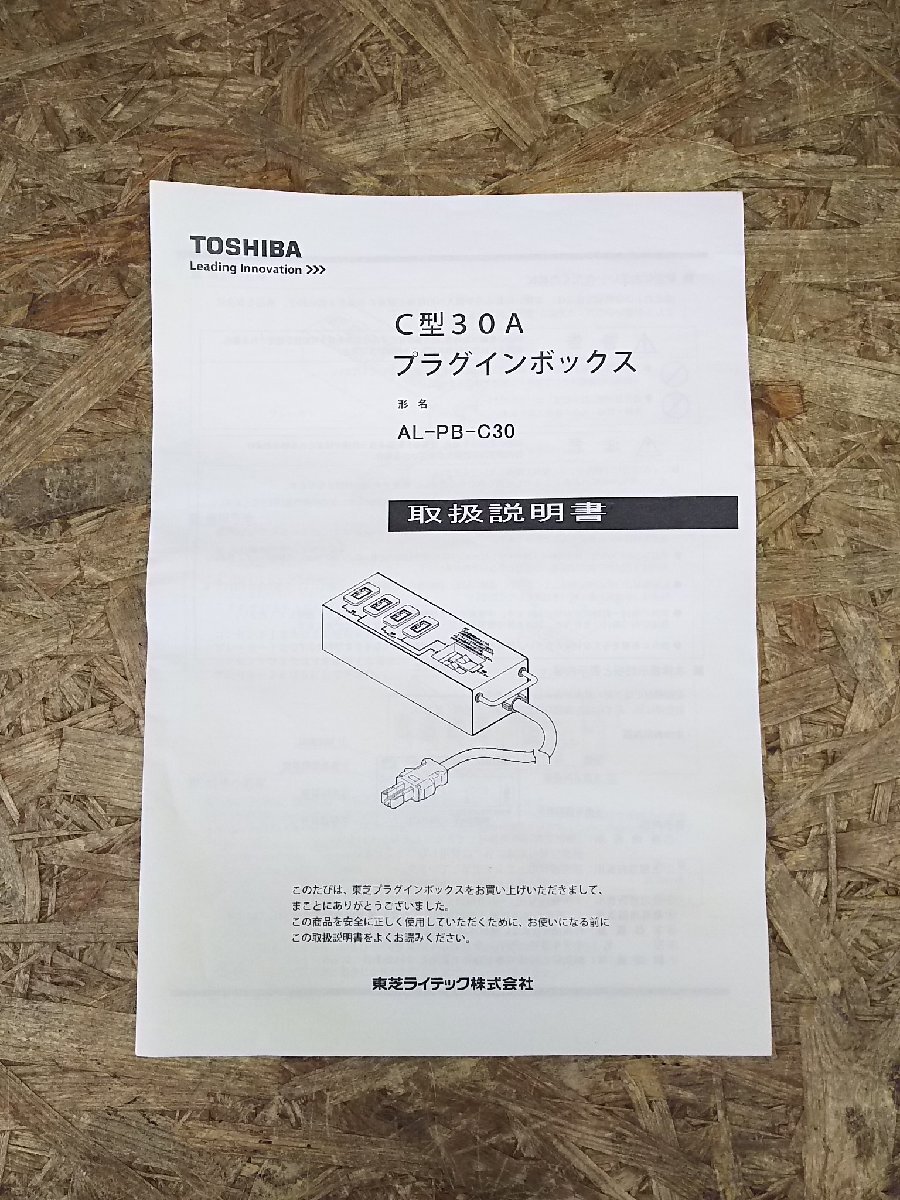 TOSHIBA
Leading Innovation >>>
C型30A
プラグインボックス
形 名
AL-PB-C30
取扱説明書
このたびは、東芝プラグインボックスをお買い上げいただきまして、
まことにありがとうございました。
この商品を安全に正しく使用していただくために、お使いになる前に
この取扱説明書をよくお読みください。
東芝ライテック株式会社